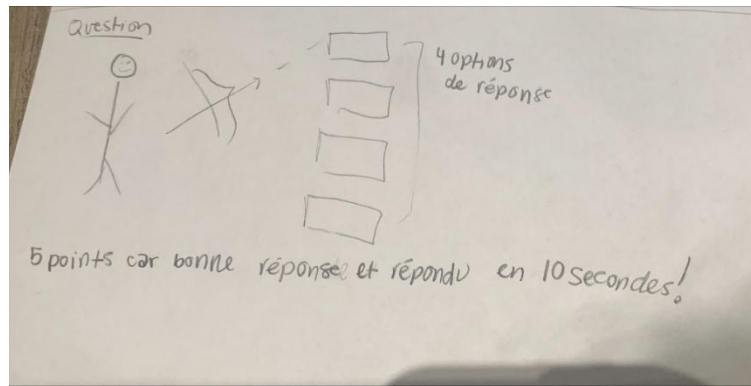 Question
4 options
de réponse
5 points car bonne réponse et répondu en 10 secondes!